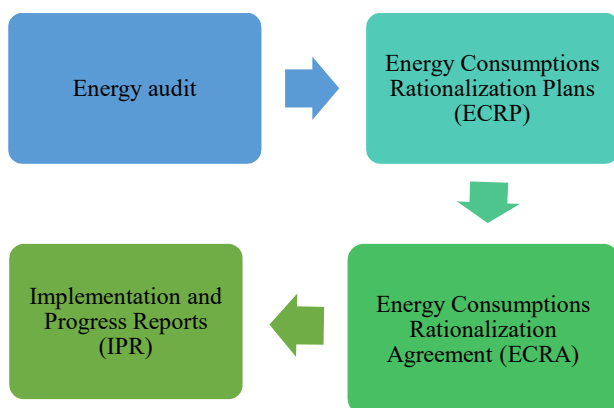 Energy audit
Energy Consumptions
Rationalization Plans
(ECRP)
Energy Consumptions
Rationalization
Agreement (ECRA)
Implementation and
Progress Reports
(IPR)